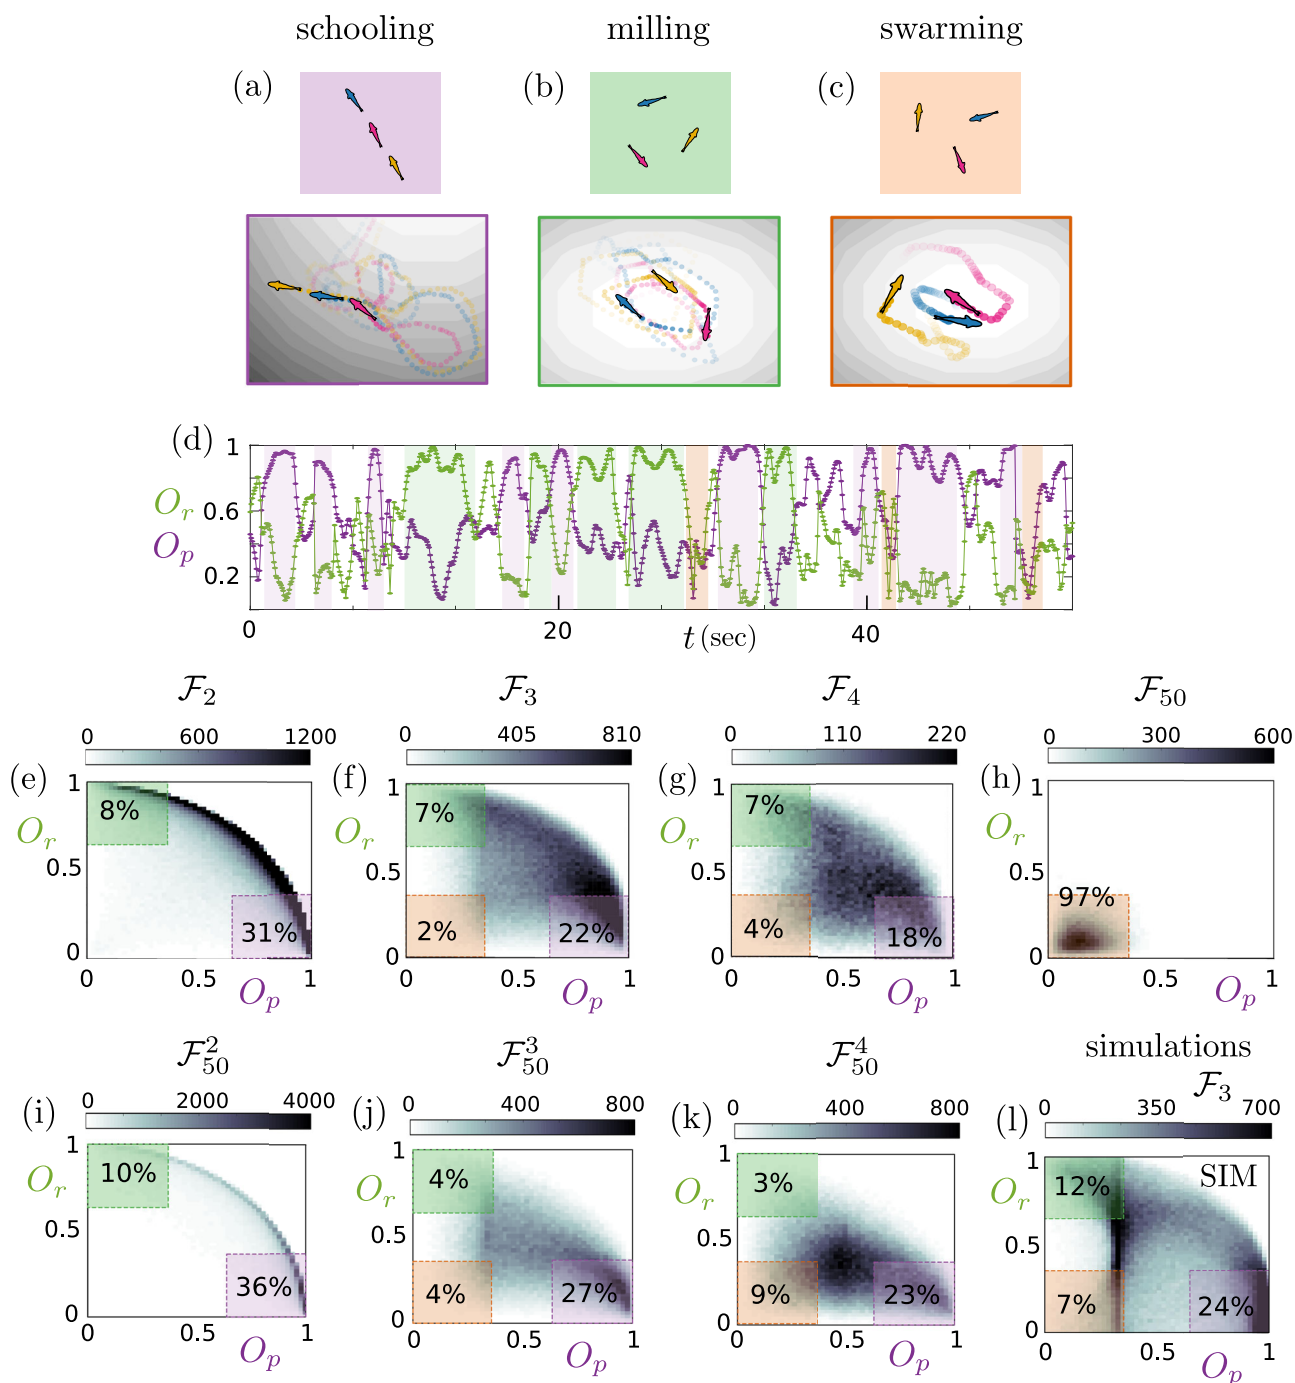 schooling milling swarming
(a) (b) (c)
(d)
1
O_r 0.6
O_p
0.2
0 20 t (sec) 40
F_2 F_3 F_4 F_50
0 600 1200 0 405 810 0 110 220 0 300 600
(e) (f) (g) (h)
1 8% 1 7% 1 7% 1
O_r O_r O_r O_r
0.5 0.5 0.5 0.5
97%
31% 2% 22% 4% 18%
0 0 0 0
0 0.5 1 0 0.5 1 0 0.5 1 0 0.5 1
O_p O_p O_p O_p
F_50^2 F_50^3 F_50^4 simulations
F_3
0 2000 4000 0 400 800 0 400 800 0 350 700
(i) (j) (k) (l)
1 10% 1 4% 1 3% 1 12% SIM
O_r O_r O_r O_r
0.5 0.5 0.5 0.5
36% 4% 27% 9% 23% 7% 24%
0 0 0 0
0 0.5 1 0 0.5 1 0 0.5 1 0 0.5 1
O_p O_p O_p O_p